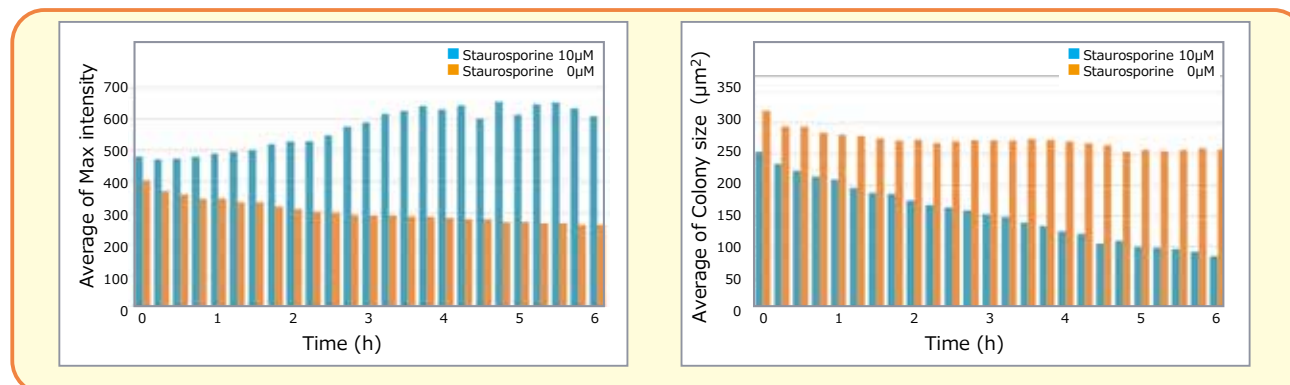 Staurosporine 10μM
Staurosporine 0μM
Average of Max intensity
700
600
500
400
300
200
100
0
0 1 2 3 4 5 6
Time (h)
Staurosporine 10μM
Staurosporine 0μM
Average of Colony size (μm²)
350
300
250
200
150
100
50
0
0 1 2 3 4 5 6
Time (h)